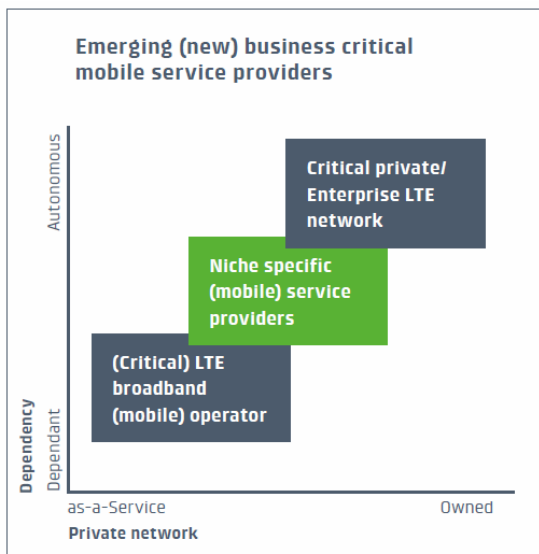 Emerging (new) business critical
mobile service providers
Autonomous
Critical private/
Enterprise LTE
network
Niche specific
(mobile) service
providers
(Critical) LTE
broadband
(mobile) operator
Dependency
Dependant
as-a-Service
Owned
Private network